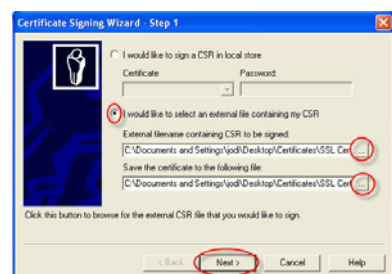 Certificate Signing Wizard - Step 1
I would like to sign a CSR in local store
Certificate Password:
I would like to select an external file containing my CSR
External filename containing CSR to be signed:
C:\Documents and Settings\jodi\Desktop\Certificates\SSL Cer ...
Save the certificate to the following file:
C:\Documents and Settings\jodi\Desktop\Certificates\SSL Cer ...
Click this button to browse for the external CSR file that you would like to sign.
< Back Next > Cancel Help